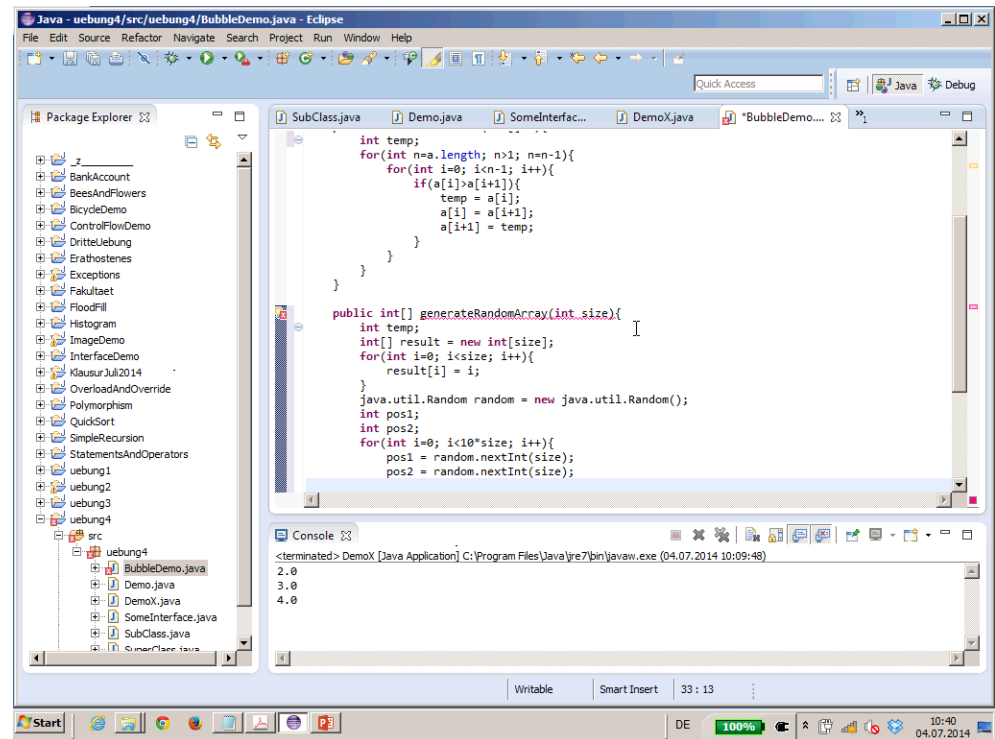 Java - uebung4/src/uebung4/BubbleDemo.java - Eclipse
File Edit Source Refactor Navigate Search Project Run Window Help
Quick Access
Java
Debug
Package Explorer
_z_______
BankAccount
BeesAndFlowers
BicycleDemo
ControlFlowDemo
DritteUebung
Erathostenes
Exceptions
Fakultaet
FloodFill
Histogram
ImageDemo
InterfaceDemo
KlausurJuli2014
OverloadAndOverride
Polymorphism
QuickSort
SimpleRecursion
StatementsAndOperators
uebung1
uebung2
uebung3
uebung4
src
uebung4
BubbleDemo.java
Demo.java
DemoX.java
SomeInterface.java
SubClass.java
SuperClass.java
SubClass.java Demo.java SomeInterfac... DemoX.java *BubbleDemo.... »1
int temp;
for(int n=a.length; n>1; n=n-1){
for(int i=0; i<n-1; i++){
if(a[i]>a[i+1]){
temp = a[i];
a[i] = a[i+1];
a[i+1] = temp;
}
}
}
}
public int[] generateRandomArray(int size){
int temp;
int[] result = new int[size];
for(int i=0; i<size; i++){
result[i] = i;
}
java.util.Random random = new java.util.Random();
int pos1;
int pos2;
for(int i=0; i<10*size; i++){
pos1 = random.nextInt(size);
pos2 = random.nextInt(size);
Console
<terminated> DemoX [Java Application] C:\Program Files\Java\jre7\bin\javaw.exe (04.07.2014 10:09:48)
2.0
3.0
4.0
Writable Smart Insert 33 : 13
Start
DE
100%
10:40
04.07.2014